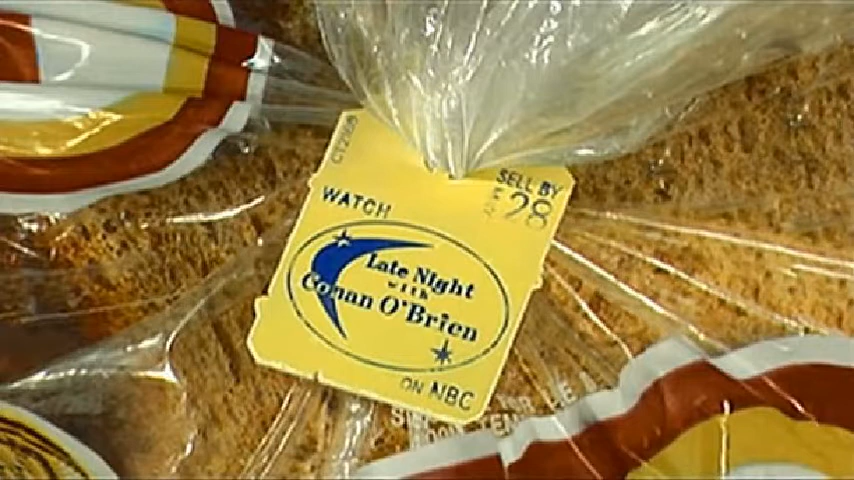 SELL BY
28
WATCH
Late Night
with
Conan O'Brien
ON NBC